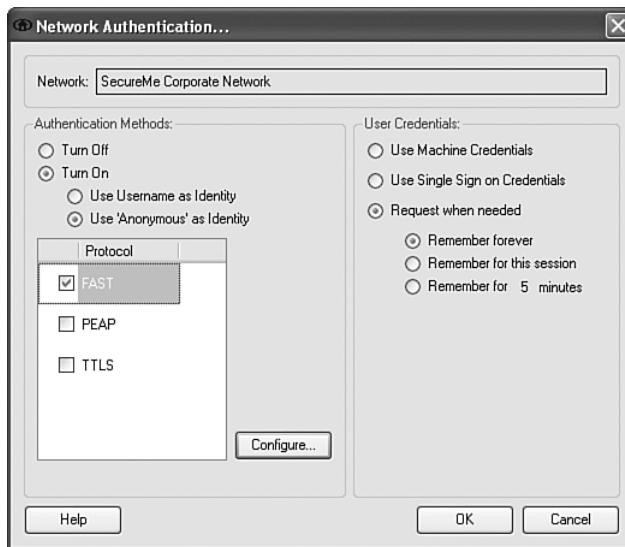 Network Authentication...
Network: SecureMe Corporate Network
Authentication Methods:
Turn Off
Turn On
Use Username as Identity
Use 'Anonymous' as Identity
Protocol
FAST
PEAP
TTLS
Configure...
User Credentials:
Use Machine Credentials
Use Single Sign on Credentials
Request when needed
Remember forever
Remember for this session
Remember for 5 minutes
Help
OK
Cancel